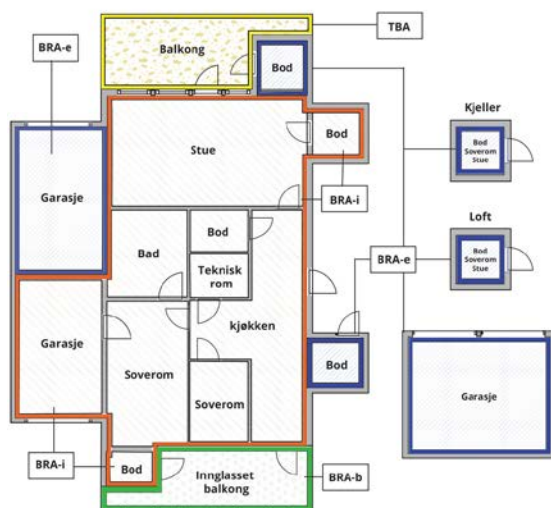 TBA
BRA-e
Balkong
Bod
Kjeller
Bod
Soverom
Stue
Bod
Stue
Garasje
BRA-i
Loft
Bod
Bod
Soverom
Stue
Bad
BRA-e
Teknisk
rom
kjøkken
Garasje
Soverom
Bod
Garasje
Soverom
BRA-i
Bod
Innglasset
balkong
BRA-b